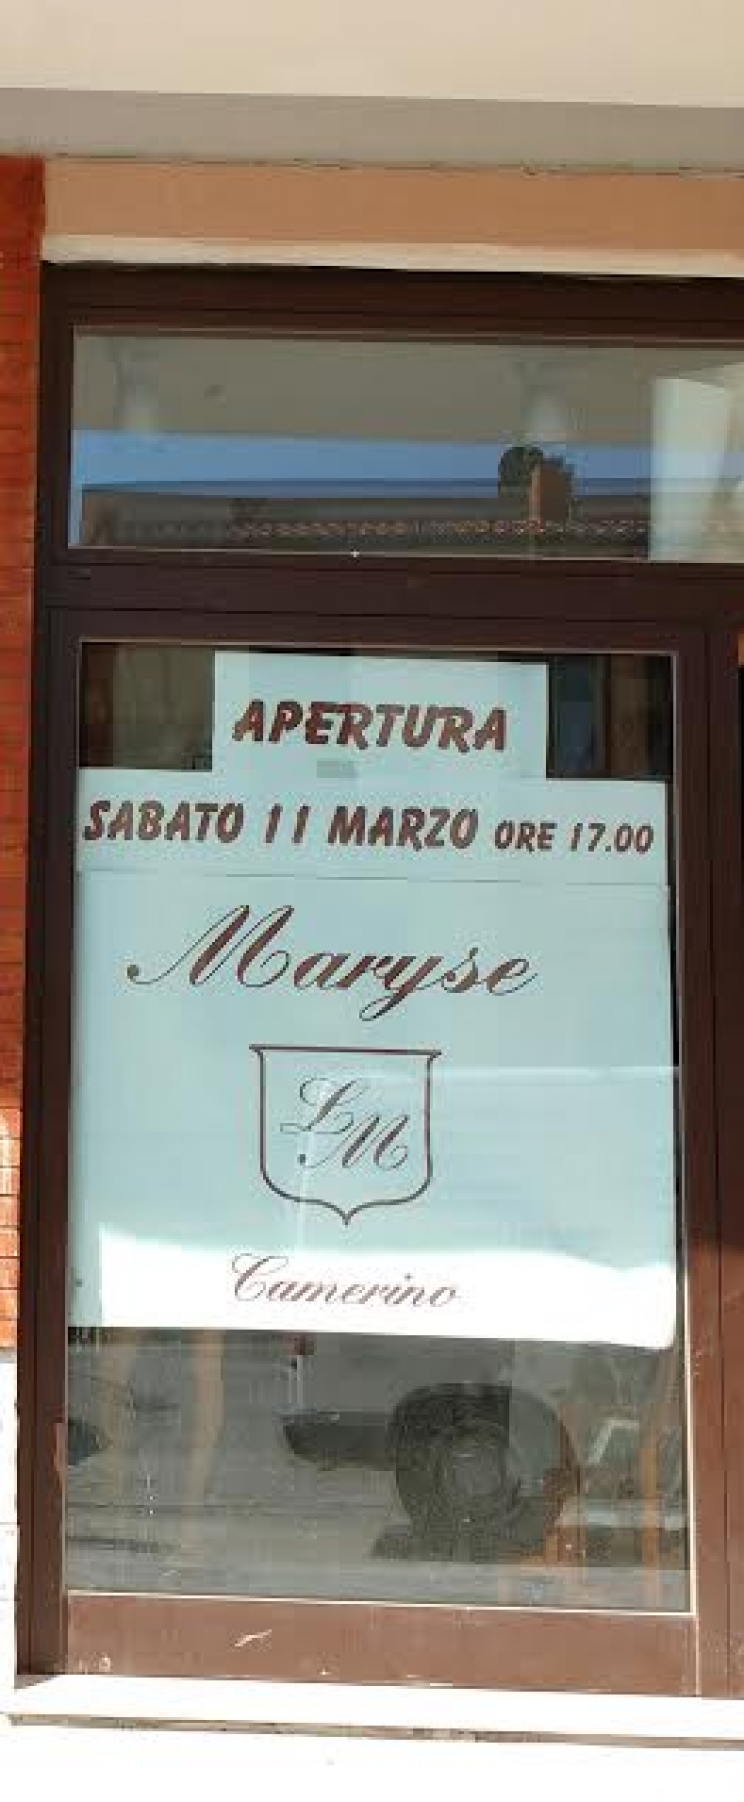 APERTURA
SABATO 11 MARZO ORE 17.00
Maryse
LM
Camerino